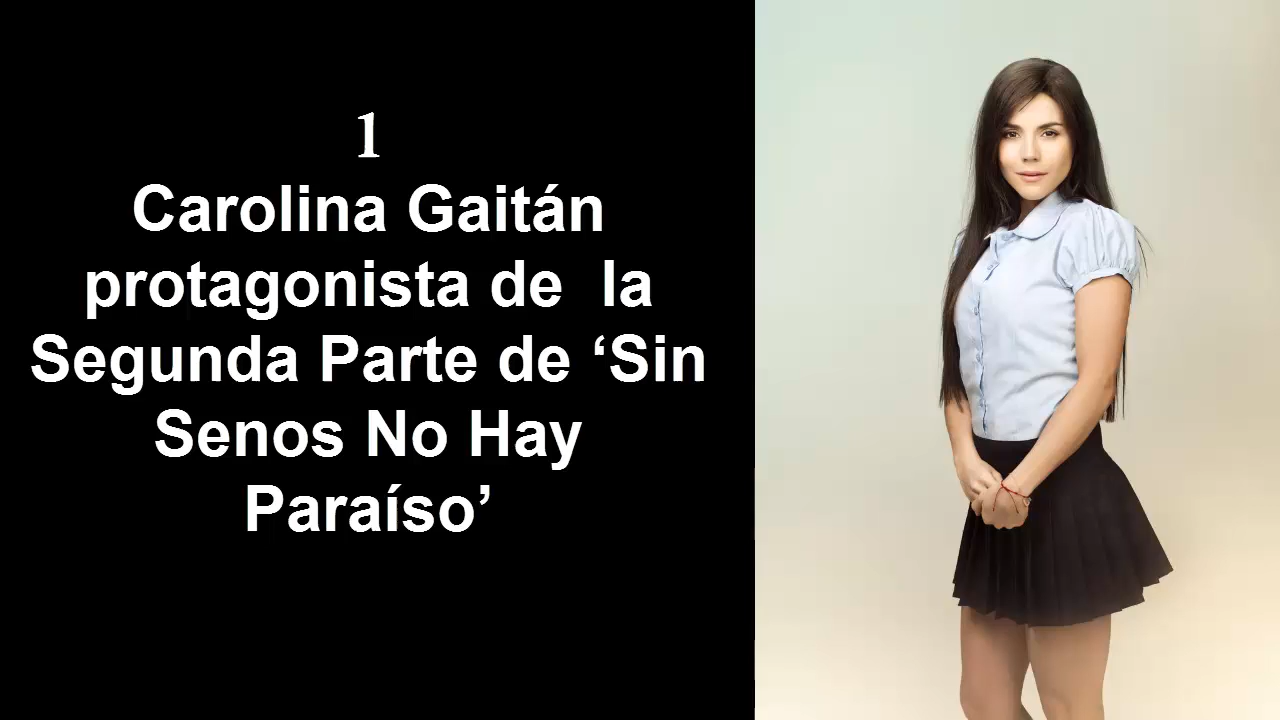 1
Carolina Gaitán
protagonista de  la
Segunda Parte de ‘Sin
Senos No Hay
Paraíso’